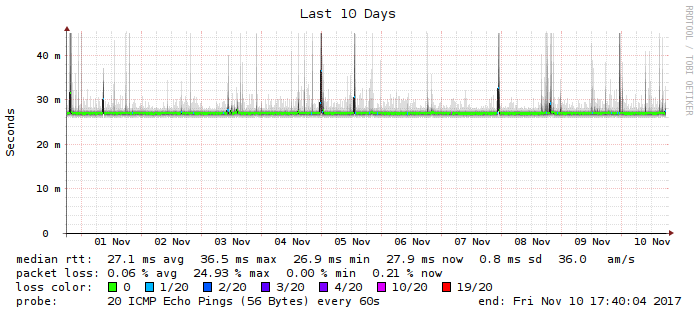 Last 10 Days
RRDTOOL / TOBI OETIKER
Seconds
40 m
30 m
20 m
10 m
0
01 Nov 02 Nov 03 Nov 04 Nov 05 Nov 06 Nov 07 Nov 08 Nov 09 Nov 10 Nov
median rtt: 27.1 ms avg 36.5 ms max 26.9 ms min 27.9 ms now 0.8 ms sd 36.0 am/s
packet loss: 0.06 % avg 24.93 % max 0.00 % min 0.21 % now
loss color: 0 1/20 2/20 3/20 4/20 10/20 19/20
probe: 20 ICMP Echo Pings (56 Bytes) every 60s end: Fri Nov 10 17:40:04 2017